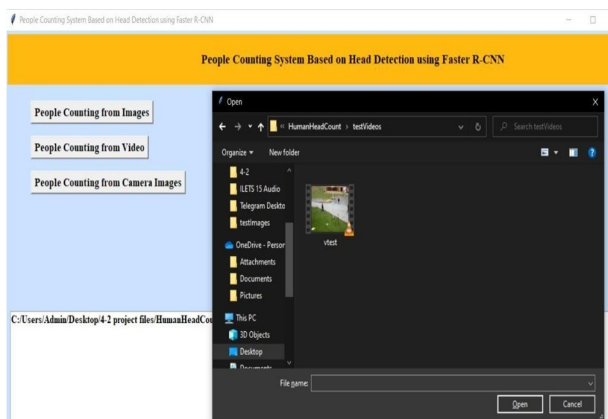 People Counting System Based on Head Detection using Faster R-CNN
People Counting System Based on Head Detection using Faster R-CNN
People Counting from Images
People Counting from Video
People Counting from Camera Images
C:/Users/Admin/Desktop/4-2 project files/HumanHeadCou
Open
« HumanHeadCount › testVideos
Search testVideos
Organize
New folder
4-2
ILETS 15 Audio
Telegram Deskto
testImages
OneDrive - Person
Attachments
Documents
Pictures
This PC
3D Objects
Desktop
Documents
vtest
File name:
Open
Cancel